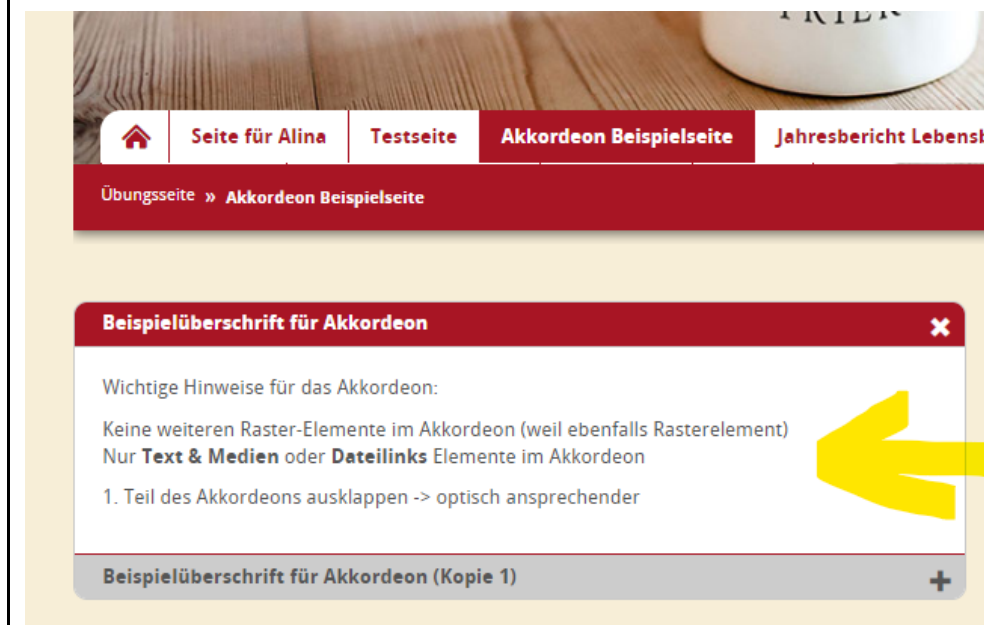 TRIER
Seite für Alina
Testseite
Akkordeon Beispielseite
Jahresbericht
Übungsseite » Akkordeon Beispielseite
Beispielüberschrift für Akkordeon
Wichtige Hinweise für das Akkordeon:
Keine weiteren Raster-Elemente im Akkordeon (weil ebenfalls Rasterelement)
Nur Text & Medien oder Dateilinks Elemente im Akkordeon
1. Teil des Akkordeons ausklappen -> optisch ansprechender
Beispielüberschrift für Akkordeon (Kopie 1)